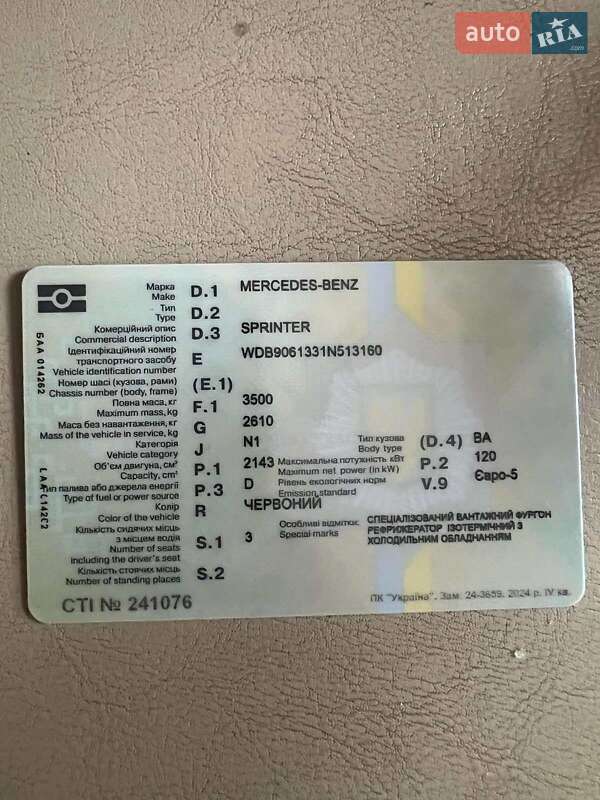 auto RIA .com
Марка
Make D.1 MERCEDES-BENZ
Тип
Type D.2
Комерційний опис
Commercial description D.3 SPRINTER
Ідентифікаційний номер
транспортного засобу E WDB9061331N513160
Vehicle identification number
Номер шасі (кузова, рами) (E.1)
Chassis number (body, frame)
Повна маса, кг F.1 3500
Maximum mass, kg
Маса без навантаження, кг G 2610
Mass of the vehicle in service, kg
Категорія J N1 Тип кузова (D.4) BA
Vehicle category Body type
Об'єм двигуна, см³ P.1 2143 Максимальна потужність кВт P.2 120
Capacity, cm³ Maximum net power (in kW)
Тип палива або джерела енергії P.3 D Рівень екологічних норм V.9 Євро-5
Type of fuel or power source Emission standard
Колір R ЧЕРВОНИЙ
Color of the vehicle
Кількість сидячих місць
з місцем водія S.1 3 Особливі відмітки: СПЕЦІАЛІЗОВАНИЙ ВАНТАЖНИЙ ФУРГОН
Number of seats Special marks РЕФРИЖЕРАТОР ІЗОТЕРМІЧНИЙ З
including the driver's seat ХОЛОДИЛЬНИМ ОБЛАДНАННЯМ
Кількість стоячих місць S.2
Number of standing places
СТІ № 241076
ПК "Україна". Зам. 24-3659. 2024 р. IV кв.
БАА 014262